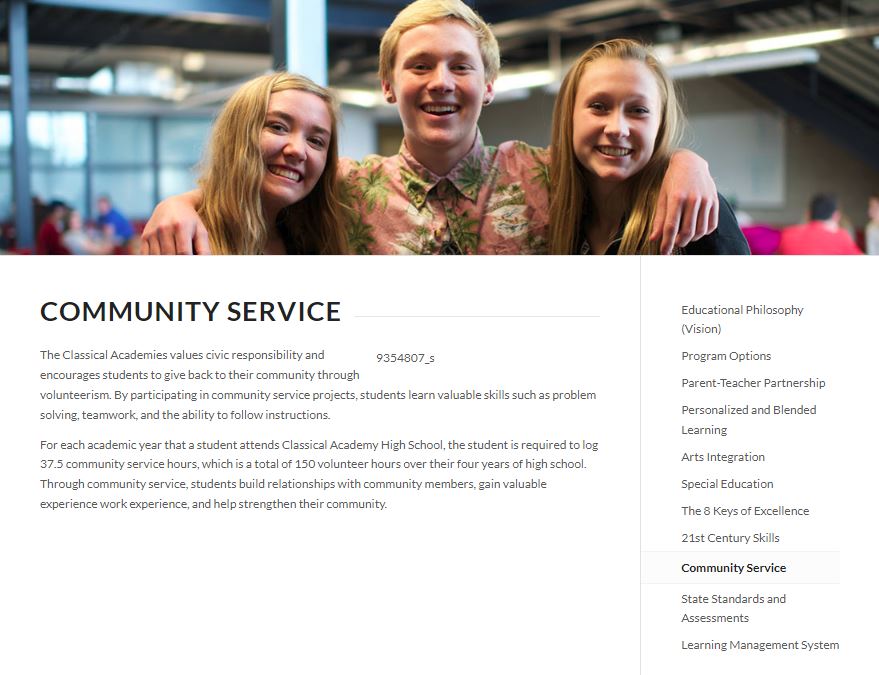 COMMUNITY SERVICE
The Classical Academies values civic responsibility and
9354807_s
encourages students to give back to their community through
volunteerism. By participating in community service projects, students learn valuable skills such as problem
solving, teamwork, and the ability to follow instructions.
For each academic year that a student attends Classical Academy High School, the student is required to log
37.5 community service hours, which is a total of 150 volunteer hours over their four years of high school.
Through community service, students build relationships with community members, gain valuable
experience work experience, and help strengthen their community.
Educational Philosophy
(Vision)
Program Options
Parent-Teacher Partnership
Personalized and Blended
Learning
Arts Integration
Special Education
The 8 Keys of Excellence
21st Century Skills
Community Service
State Standards and
Assessments
Learning Management System